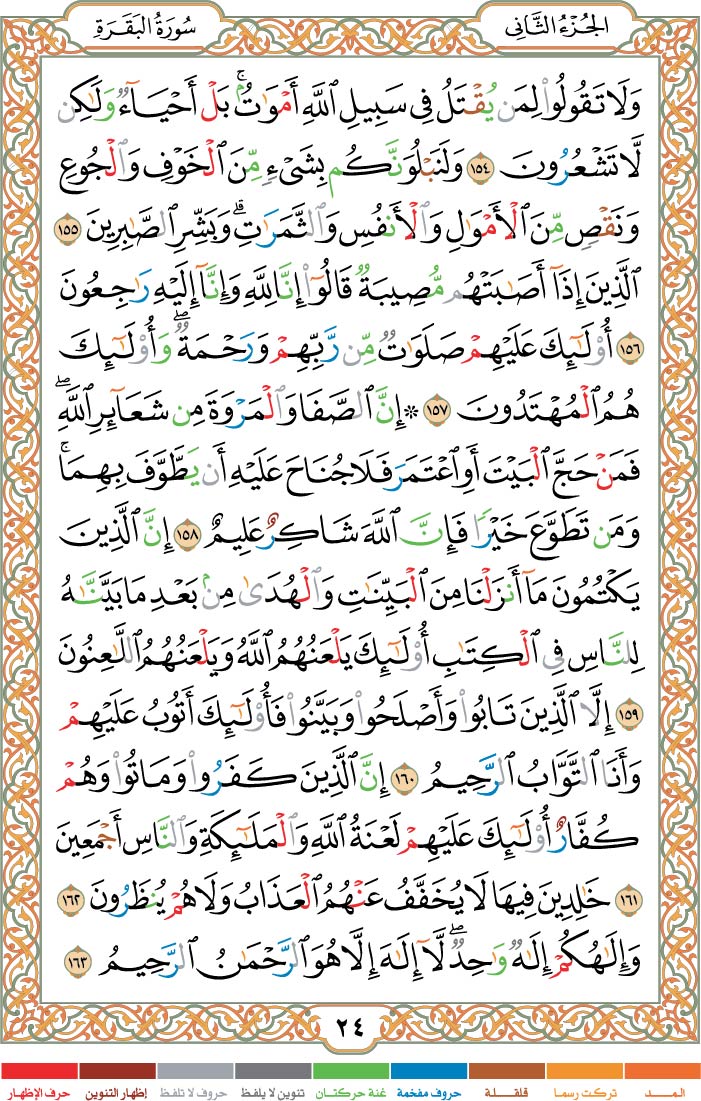 الجُزْءُ الثَّانِي
سُورَةُ البَقَرَةِ
وَلَا تَقُولُوا۟ لِمَن يُقْتَلُ فِى سَبِيلِ ٱللَّهِ أَمْوَٰتٌۢ ۚ بَلْ أَحْيَآءٌ وَلَٰكِن
لَّا تَشْعُرُونَ ١٥٤ وَلَنَبْلُوَنَّكُم بِشَىْءٍ مِّنَ ٱلْخَوْفِ وَٱلْجُوعِ
وَنَقْصٍ مِّنَ ٱلْأَمْوَٰلِ وَٱلْأَنفُسِ وَٱلثَّمَرَٰتِ ۗ وَبَشِّرِ ٱلصَّٰبِرِينَ ١٥٥
ٱلَّذِينَ إِذَآ أَصَٰبَتْهُم مُّصِيبَةٌ قَالُوٓا۟ إِنَّا لِلَّهِ وَإِنَّآ إِلَيْهِ رَٰجِعُونَ
١٥٦ أُو۟لَٰٓئِكَ عَلَيْهِمْ صَلَوَٰتٌ مِّن رَّبِّهِمْ وَرَحْمَةٌ ۖ وَأُو۟لَٰٓئِكَ
هُمُ ٱلْمُهْتَدُونَ ١٥٧ * إِنَّ ٱلصَّفَا وَٱلْمَرْوَةَ مِن شَعَآئِرِ ٱللَّهِ ۖ
فَمَنْ حَجَّ ٱلْبَيْتَ أَوِ ٱعْتَمَرَ فَلَا جُنَاحَ عَلَيْهِ أَن يَطَّوَّفَ بِهِمَا ۚ
وَمَن تَطَوَّعَ خَيْرًا فَإِنَّ ٱللَّهَ شَاكِرٌ عَلِيمٌ ١٥٨ إِنَّ ٱلَّذِينَ
يَكْتُمُونَ مَآ أَنزَلْنَا مِنَ ٱلْبَيِّنَٰتِ وَٱلْهُدَىٰ مِنۢ بَعْدِ مَا بَيَّنَّٰهُ
لِلنَّاسِ فِى ٱلْكِتَٰبِ أُو۟لَٰٓئِكَ يَلْعَنُهُمُ ٱللَّهُ وَيَلْعَنُهُمُ ٱللَّٰعِنُونَ
١٥٩ إِلَّا ٱلَّذِينَ تَابُوا۟ وَأَصْلَحُوا۟ وَبَيَّنُوا۟ فَأُو۟لَٰٓئِكَ أَتُوبُ عَلَيْهِمْ
وَأَنَا ٱلتَّوَّابُ ٱلرَّحِيمُ ١٦٠ إِنَّ ٱلَّذِينَ كَفَرُوا۟ وَمَاتُوا۟ وَهُمْ
كُفَّارٌ أُو۟لَٰٓئِكَ عَلَيْهِمْ لَعْنَةُ ٱللَّهِ وَٱلْمَلَٰٓئِكَةِ وَٱلنَّاسِ أَجْمَعِينَ
١٦١ خَٰلِدِينَ فِيهَا لَا يُخَفَّفُ عَنْهُمُ ٱلْعَذَابُ وَلَا هُمْ يُنظَرُونَ ١٦٢
وَإِلَٰهُكُمْ إِلَٰهٌ وَٰحِدٌ ۖ لَّآ إِلَٰهَ إِلَّا هُوَ ٱلرَّحْمَٰنُ ٱلرَّحِيمُ ١٦٣
٢٤
المـــد تركت رسما قلقـلة حروف مفخمة غنة حركتان تنوين لا يلفظ حروف لا تلفظ إظهار التنوين حرف الإظهار